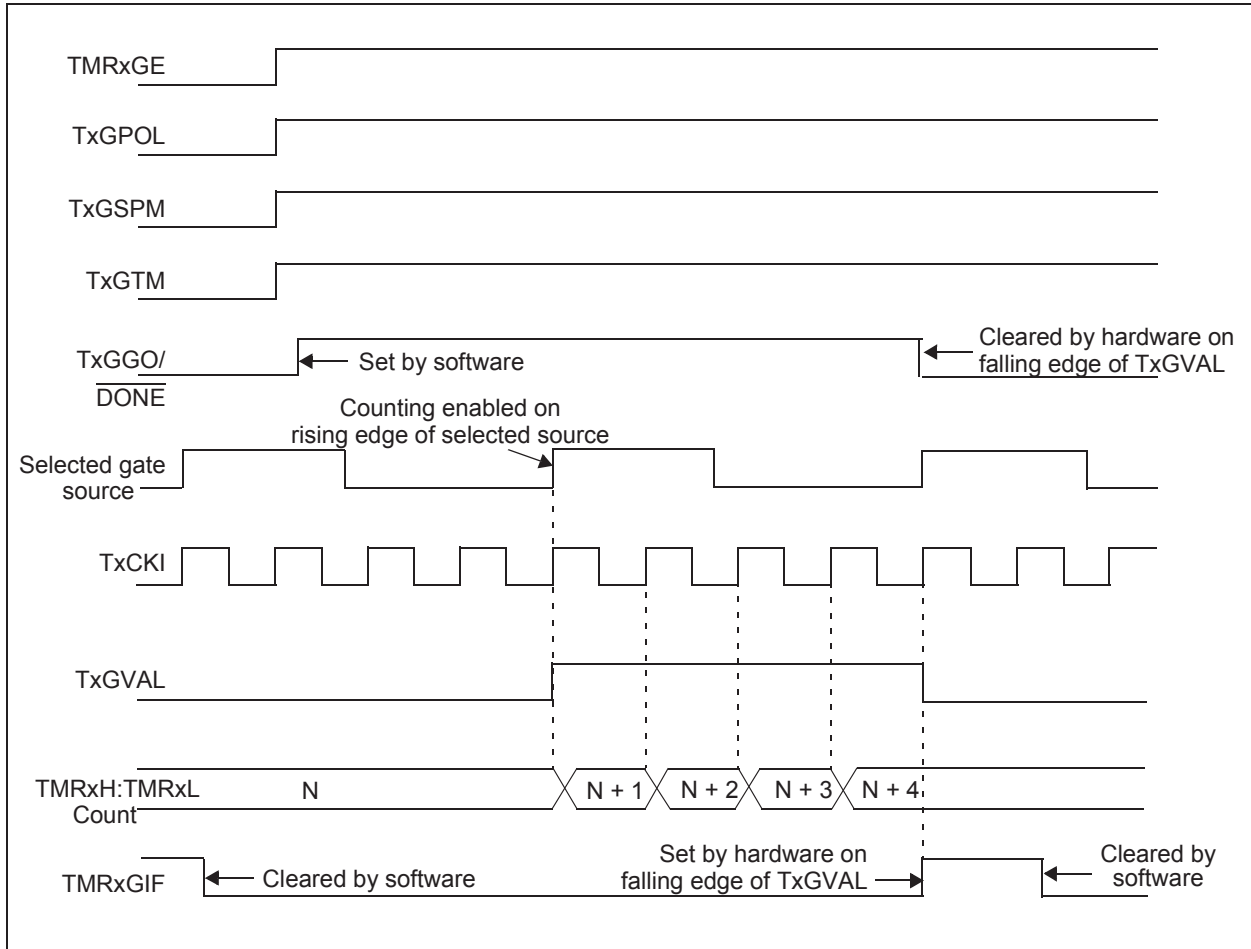 TMRxGE
TxGPOL
TxGSPM
TxGTM
TxGGO/
DONE
Set by software
Cleared by hardware on
falling edge of TxGVAL
Counting enabled on
rising edge of selected source
Selected gate
source
TxCKI
TxGVAL
TMRxH:TMRxL
Count
N
N + 1
N + 2
N + 3
N + 4
TMRxGIF
Cleared by software
Set by hardware on
falling edge of TxGVAL
Cleared by
software